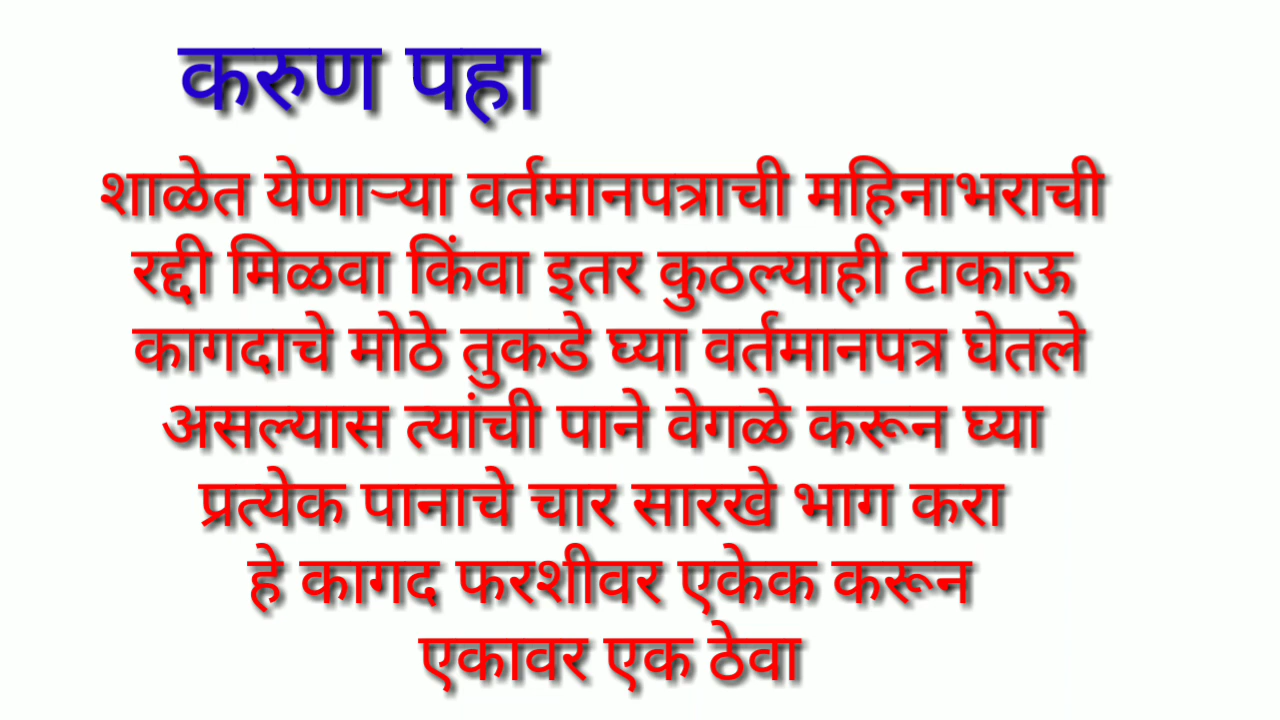 करुण पहा
शाळेत येणाऱ्या वर्तमानपत्राची महिनाभराची
रद्दी मिळवा किंवा इतर कुठल्याही टाकाऊ
कागदाचे मोठे तुकडे घ्या वर्तमानपत्र घेतले
असल्यास त्यांची पाने वेगळे करून घ्या
प्रत्येक पानाचे चार सारखे भाग करा
हे कागद फरशीवर एकेक करून
एकावर एक ठेवा